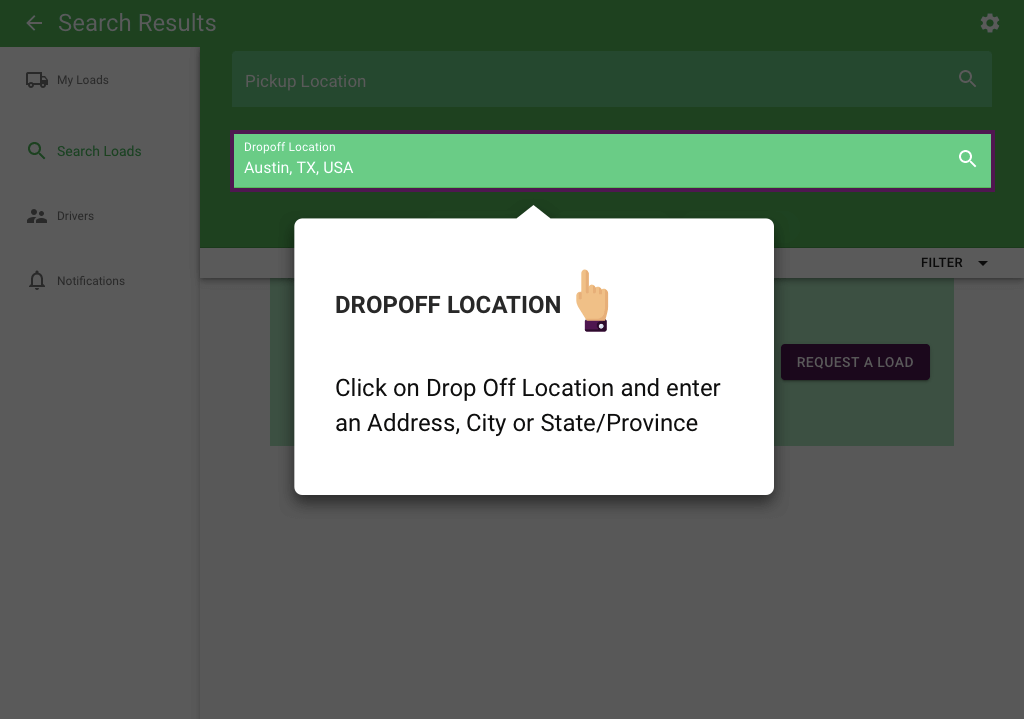 Search Results
My Loads
Search Loads
Drivers
Notifications
Pickup Location
Dropoff Location
Austin, TX, USA
FILTER
DROPOFF LOCATION
Click on Drop Off Location and enter
an Address, City or State/Province
REQUEST A LOAD